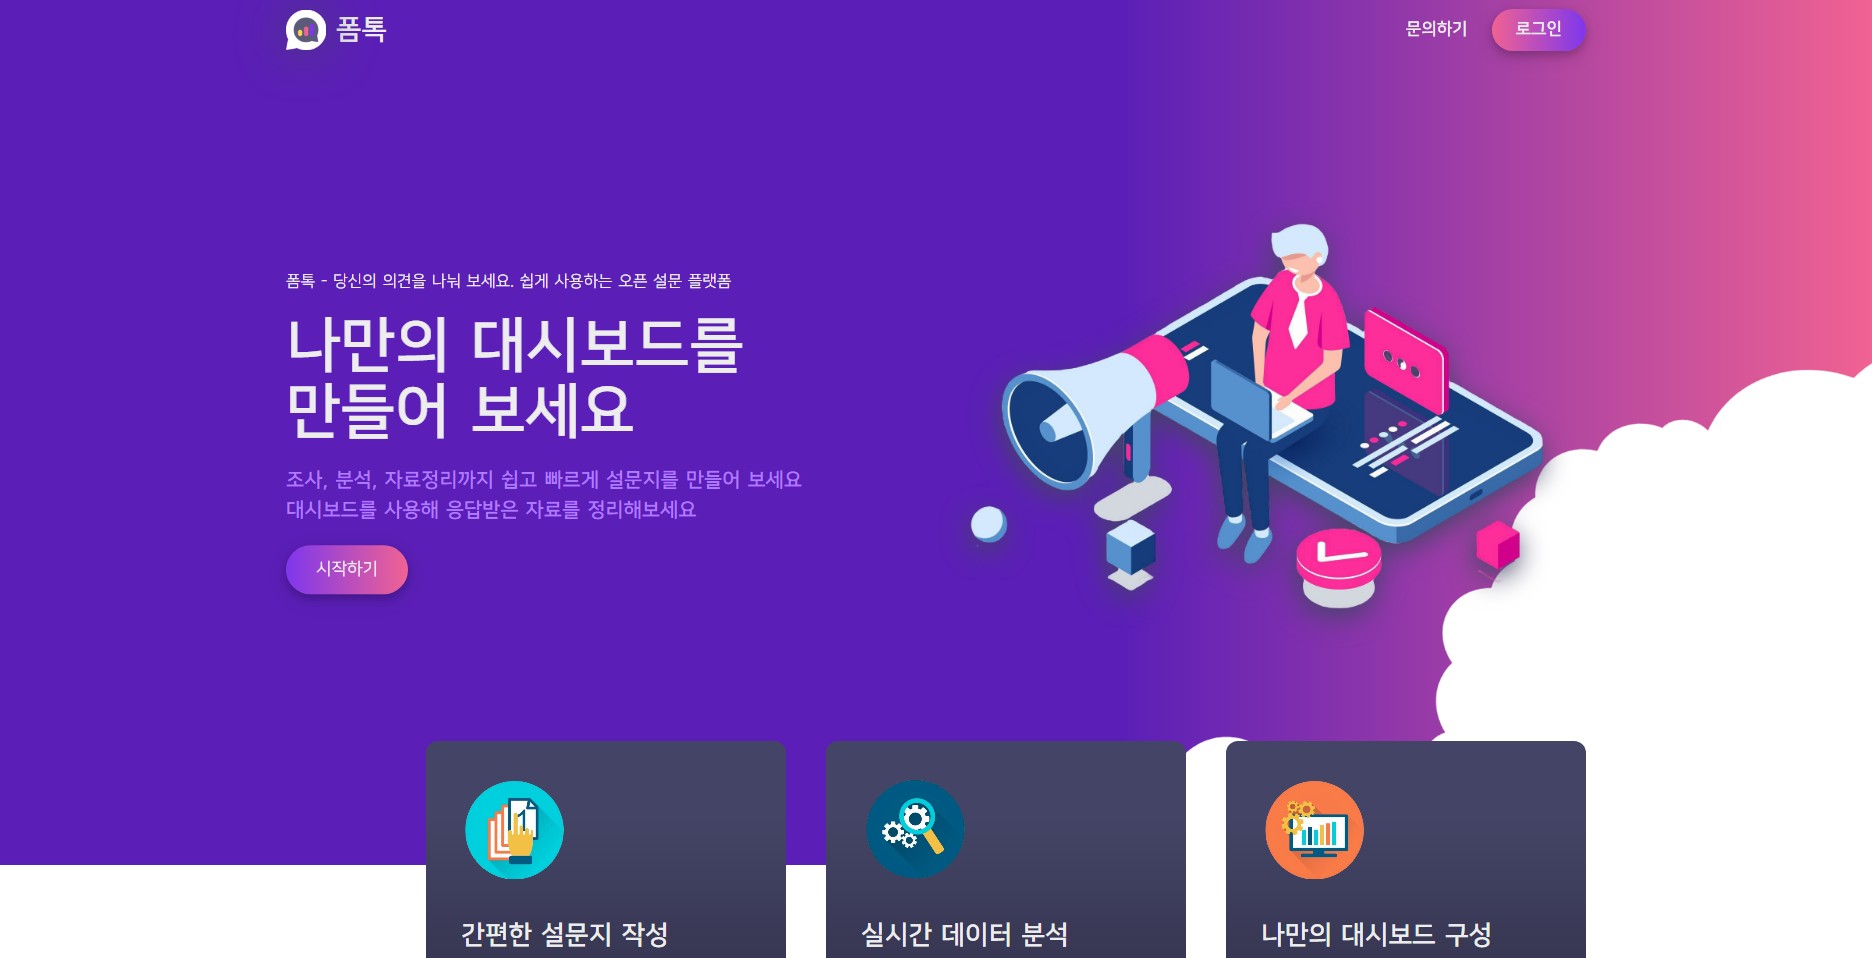 폼톡
문의하기
로그인
폼톡 - 당신의 의견을 나눠 보세요. 쉽게 사용하는 오픈 설문 플랫폼
나만의 대시보드를
만들어 보세요
조사, 분석, 자료정리까지 쉽고 빠르게 설문지를 만들어 보세요
대시보드를 사용해 응답받은 자료를 정리해보세요
시작하기
간편한 설문지 작성
실시간 데이터 분석
나만의 대시보드 구성